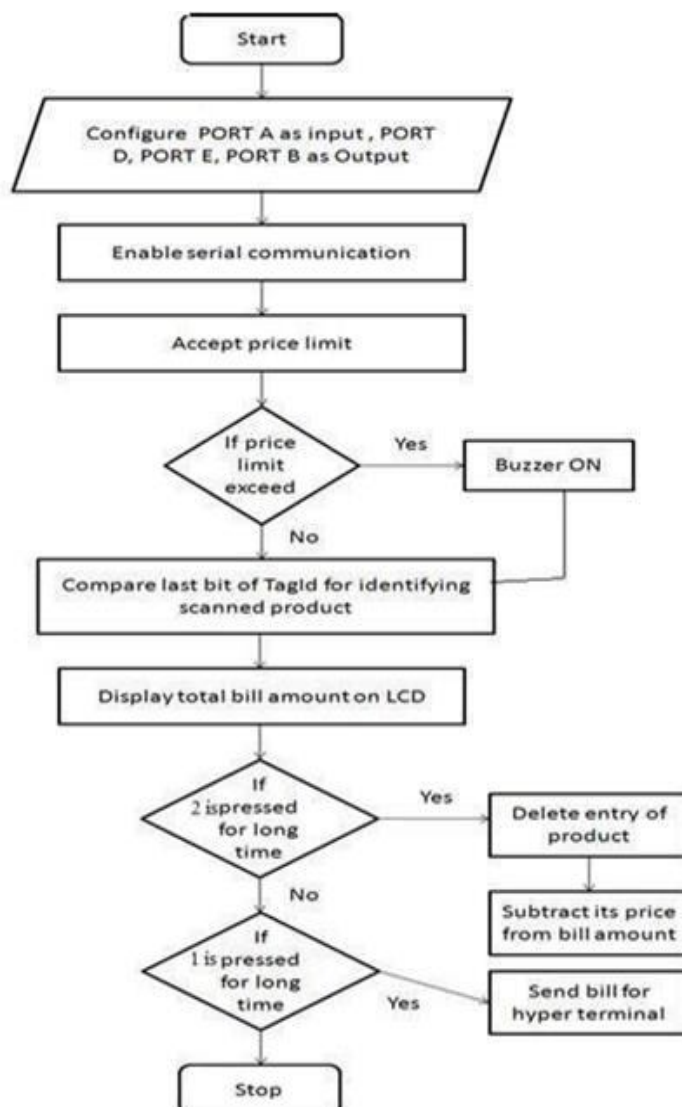 Start
Configure PORT A as input , PORT
D, PORT E, PORT B as Output
Enable serial communication
Accept price limit
If price
limit
exceed
Yes
Buzzer ON
No
Compare last bit of TagId for identifying
scanned product
Display total bill amount on LCD
If
2 is pressed
for long
time
Yes
Delete entry of
product
No
Subtract its price
from bill amount
If
1 is pressed
for long
time
Yes
Send bill for
hyper terminal
Stop